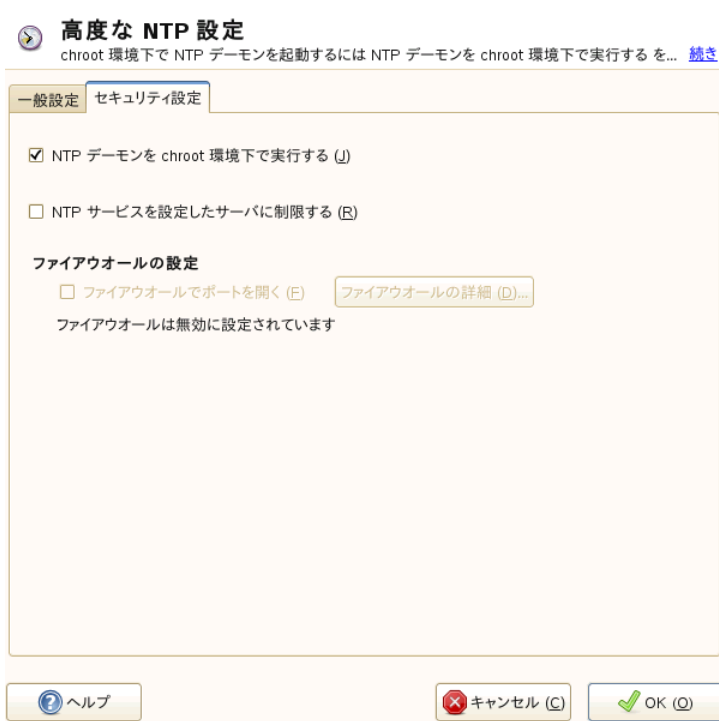 高度な NTP 設定
chroot 環境下で NTP デーモンを起動するには NTP デーモンを chroot 環境下で実行する を... 続き
一般設定 セキュリティ設定
NTP デーモンを chroot 環境下で実行する (J)
NTP サービスを設定したサーバに制限する (R)
ファイアウオールの設定
ファイアウオールでポートを開く (F) ファイアウオールの詳細 (D)...
ファイアウオールは無効に設定されています
ヘルプ キャンセル (C) OK (O)